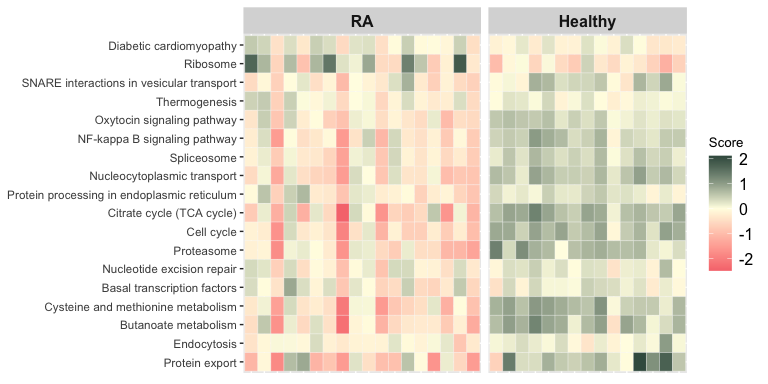 RA
Healthy
Diabetic cardiomyopathy
Ribosome
SNARE interactions in vesicular transport
Thermogenesis
Oxytocin signaling pathway
NF-kappa B signaling pathway
Spliceosome
Nucleocytoplasmic transport
Protein processing in endoplasmic reticulum
Citrate cycle (TCA cycle)
Cell cycle
Proteasome
Nucleotide excision repair
Basal transcription factors
Cysteine and methionine metabolism
Butanoate metabolism
Endocytosis
Protein export
Score
2
1
0
-1
-2